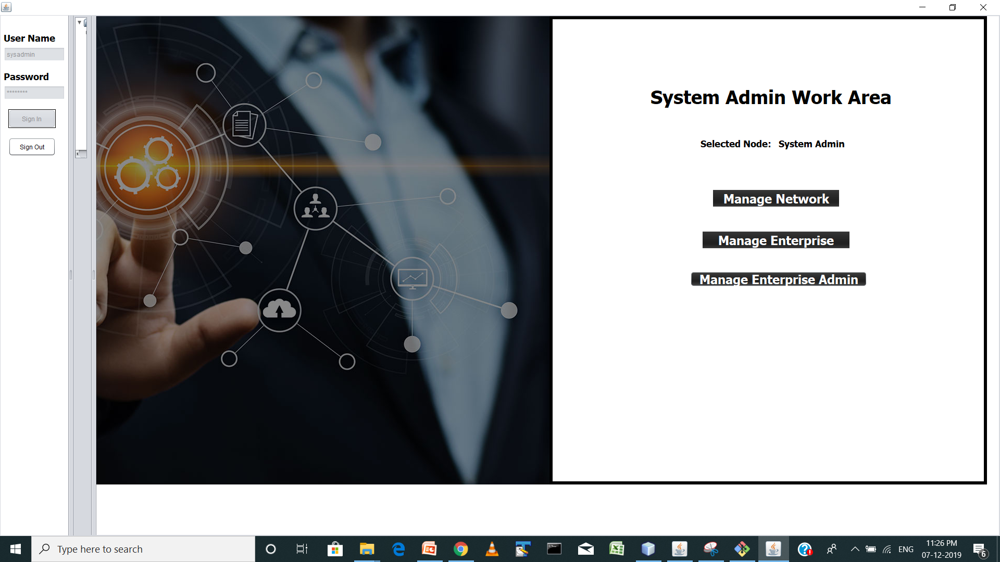 User Name
sysadmin
Password
********
Sign In
Sign Out
System Admin Work Area
Selected Node: System Admin
Manage Network
Manage Enterprise
Manage Enterprise Admin
Type here to search
ENG
11:26 PM
07-12-2019
6